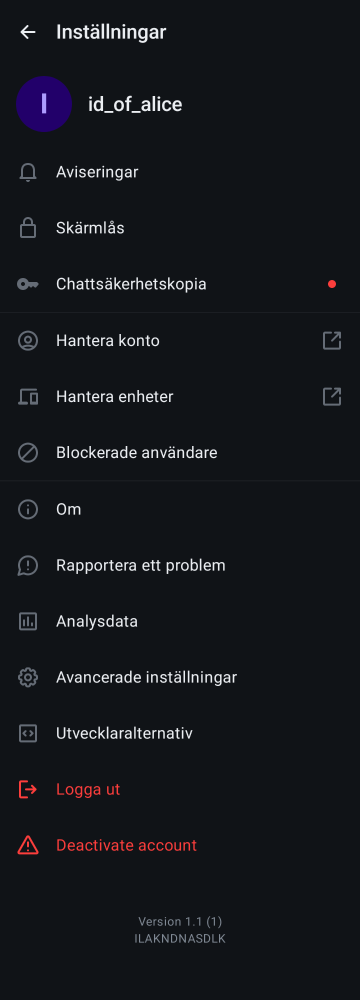 Inställningar
I
id_of_alice
Aviseringar
Skärmlås
Chattsäkerhetskopia
Hantera konto
Hantera enheter
Blockerade användare
Om
Rapportera ett problem
Analysdata
Avancerade inställningar
Utvecklaralternativ
Logga ut
Deactivate account
Version 1.1 (1)
ILAKNDNASDLK